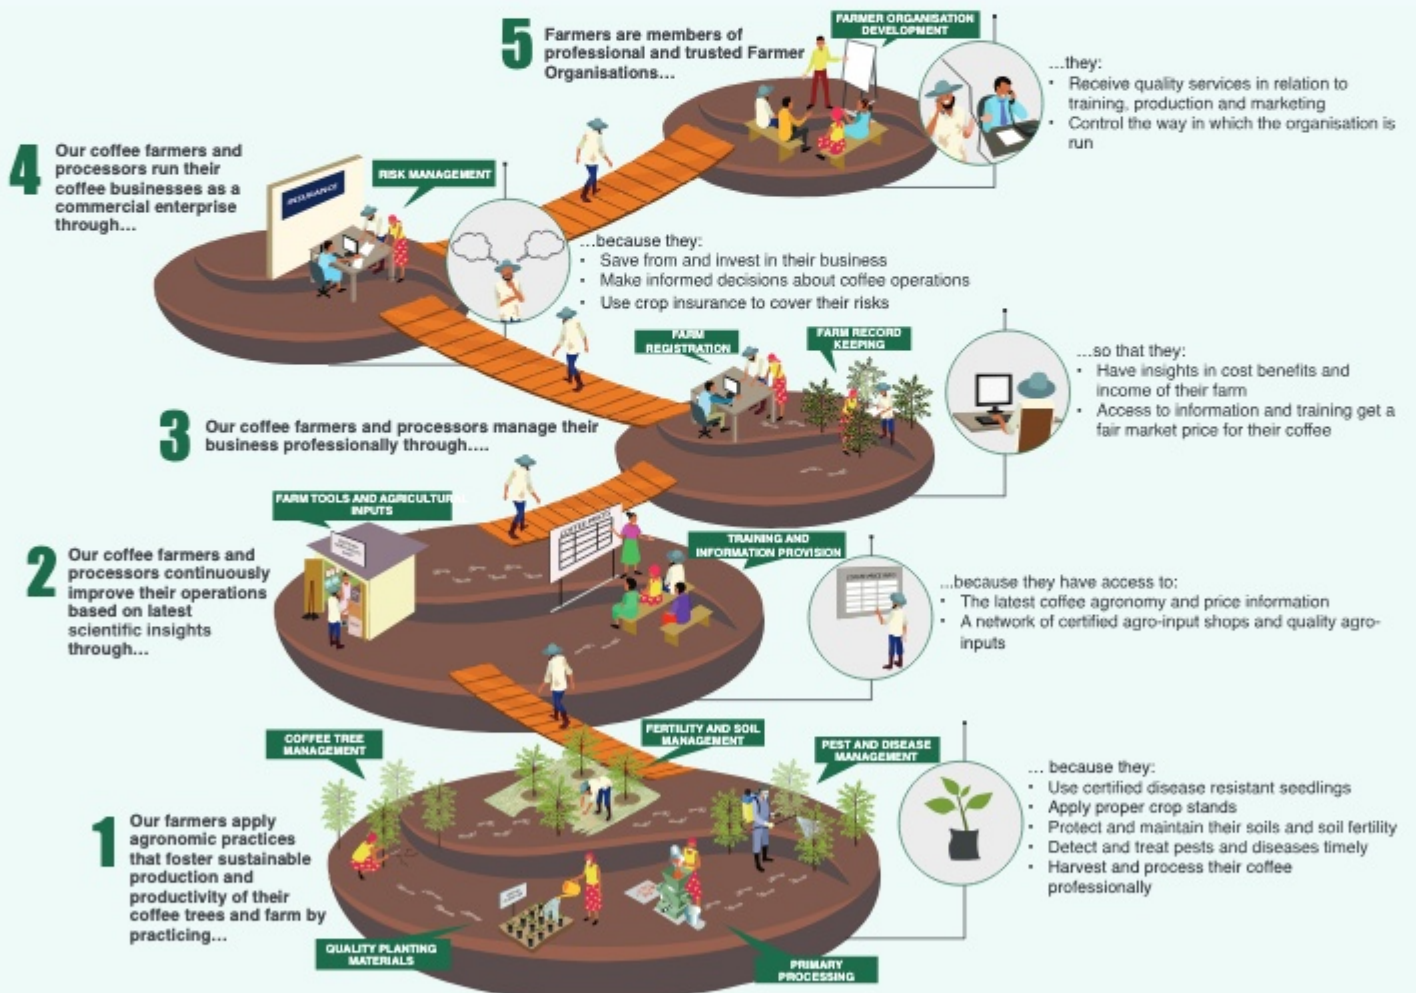 5
Farmers are members of
professional and trusted Farmer
Organisations...
FARMER ORGANISATION
DEVELOPMENT
...they:
• Receive quality services in relation to
training, production and marketing
• Control the way in which the organisation is
run
4
Our coffee farmers and
processors run their
coffee businesses as a
commercial enterprise
through...
INSURANCE
RISK MANAGEMENT
...because they:
• Save from and invest in their business
• Make informed decisions about coffee operations
• Use crop insurance to cover their risks
3
Our coffee farmers and processors manage their
business professionally through....
FARM
REGISTRATION
FARM RECORD
KEEPING
...so that they:
• Have insights in cost benefits and
income of their farm
• Access to information and training get a
fair market price for their coffee
2
Our coffee farmers and
processors continuously
improve their operations
based on latest
scientific insights
through...
FARM TOOLS AND AGRICULTURAL
INPUTS
COFFEE PRICES
TRAINING AND
INFORMATION PROVISION
...because they have access to:
• The latest coffee agronomy and price information
• A network of certified agro-input shops and quality agro-
inputs
1
Our farmers apply
agronomic practices
that foster sustainable
production and
productivity of their
coffee trees and farm by
practicing...
COFFEE TREE
MANAGEMENT
FERTILITY AND SOIL
MANAGEMENT
PEST AND DISEASE
MANAGEMENT
QUALITY PLANTING
MATERIALS
PRIMARY
PROCESSING
... because they:
• Use certified disease resistant seedlings
• Apply proper crop stands
• Protect and maintain their soils and soil fertility
• Detect and treat pests and diseases timely
• Harvest and process their coffee
professionally